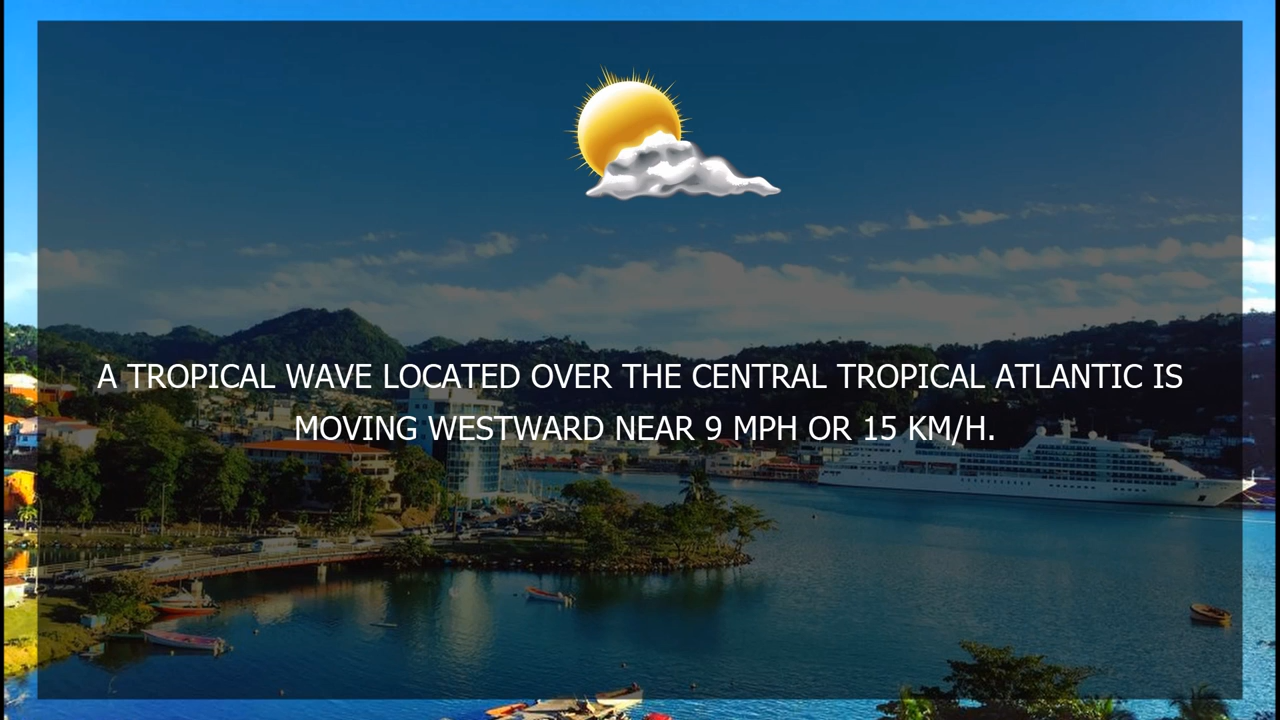 A TROPICAL WAVE LOCATED OVER THE CENTRAL TROPICAL ATLANTIC IS
MOVING WESTWARD NEAR 9 MPH OR 15 KM/H.